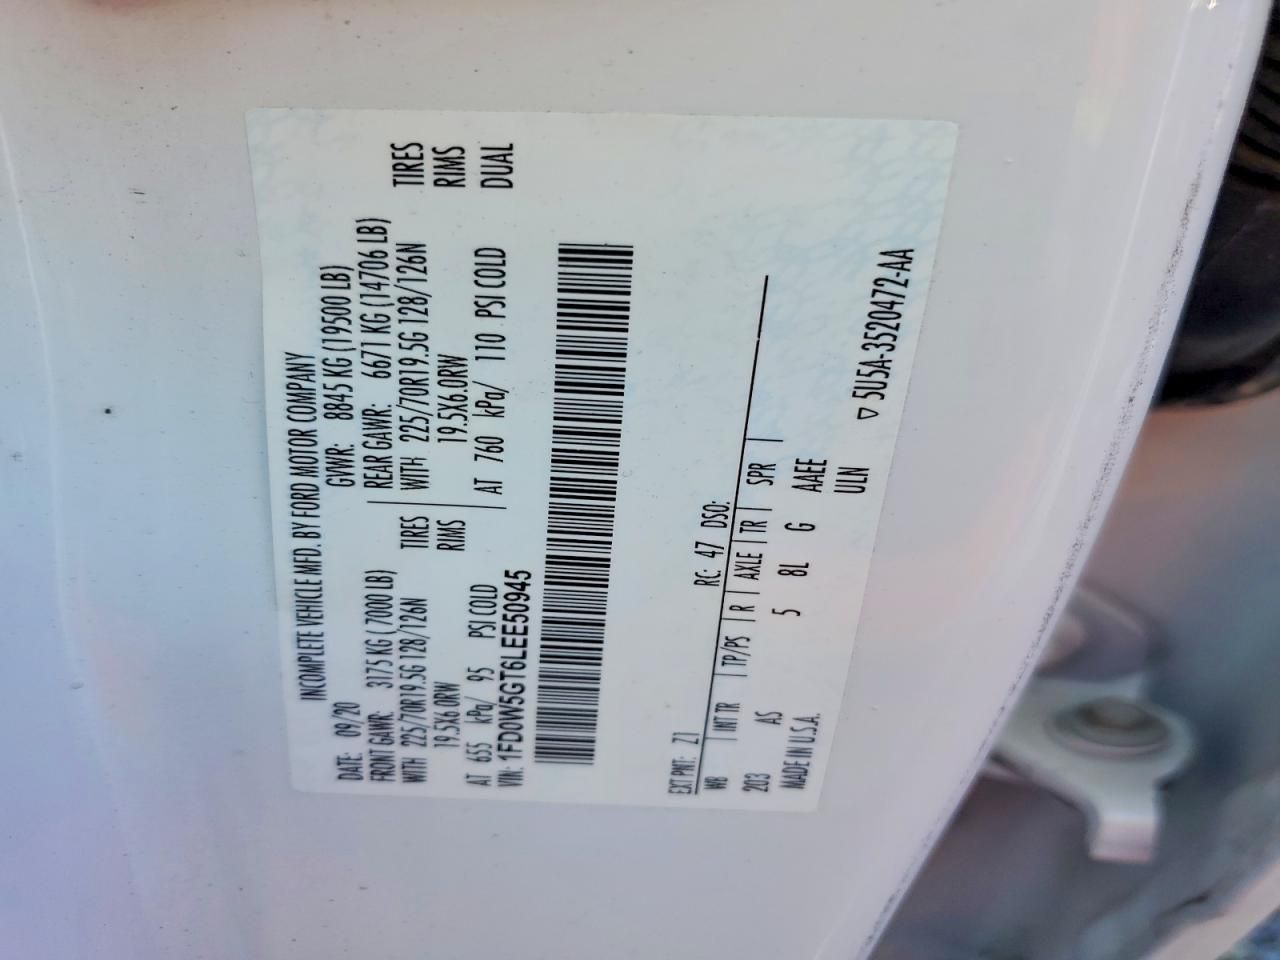 INCOMPLETE VEHICLE MFD. BY FORD MOTOR COMPANY
DATE: 09/20 GWR: 8845 KG (19500 LB)
FRONT GAWR: 3175 KG (7000 LB) REAR GAWR: 6671 KG (14706 LB)
WITH 225/70R19.5G 128/126N TIRES WITH 225/70R19.5G 128/126N TIRES
19.5X6.0RW RIMS 19.5X6.0RW RIMS
AT 655 kPa/ 95 PSI COLD AT 760 kPa/ 110 PSI COLD DUAL
VIN: 1FD0W5GT6LEE50945
EXT PNT: Z1 RC: 47 DSO:
WB INT TR TP/PS R AXLE TR SPR
203 AS 5 8L G AAEE
MADE IN U.S.A. ULN
▽ 5U5A-3520472-AA